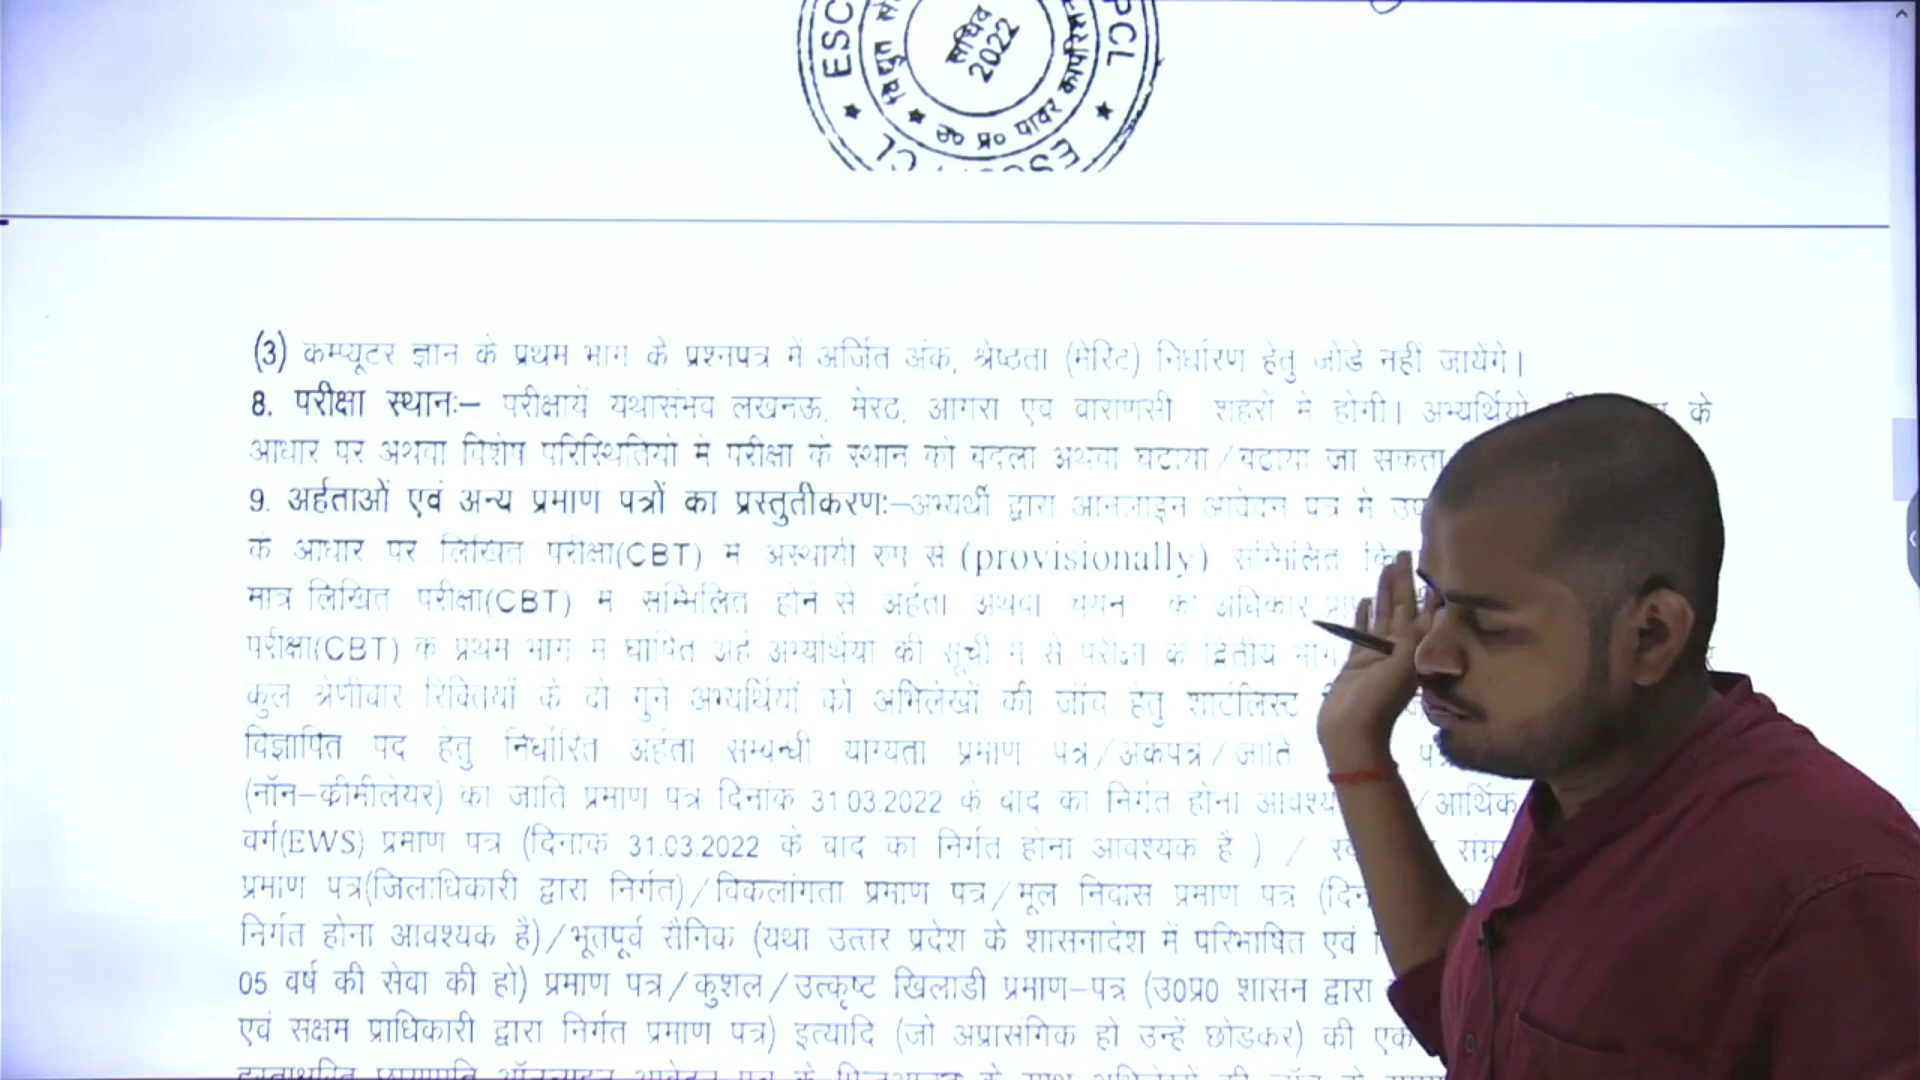 ESC
PCL
सचिव
2022
उ० प्र० पावर
(3) कम्प्यूटर ज्ञान के प्रथम भाग के प्रश्नपत्र में अर्जित अंक, श्रेष्ठता (मेरिट) निर्धारण हेतु जोडे नहीं जायेंगे।
8. परीक्षा स्थानः– परीक्षायें यथासंभव लखनऊ, मेरठ, आगरा एवं वाराणसी शहरों में होगी। अभ्यर्थियों के
आधार पर अथवा विशेष परिस्थितियो मे परीक्षा के स्थान को बदला अथवा घटाया/बढाया जा सकता
9. अर्हताओं एवं अन्य प्रमाण पत्रों का प्रस्तुतीकरणः–अभ्यर्थी द्वारा आनलाइन आवेदन पत्र मे
के आधार पर लिखित परीक्षा(CBT) में अस्थायी रुप से (provisionally) सम्मिलित
मात्र लिखित परीक्षा(CBT) में सम्मिलित होने से अर्हता अथवा चयन का अधिकार
परीक्षा(CBT) के प्रथम भाग में घोषित अर्ह अभ्यर्थियों की सूची में से परीक्षा के द्वितीय भाग
कुल श्रेणीवार रिक्तियों के दो गुने अभ्यर्थियों को अभिलेखों की जॉच हेतु शार्टलिस्ट
विज्ञापित पद हेतु निर्धारित अर्हता सम्बन्धी योग्यता प्रमाण पत्र/अंकपत्र/जाति
(नॉन–कीमीलेयर) का जाति प्रमाण पत्र दिनांक 31.03.2022 के बाद का निर्गत होना /आर्थिक
वर्ग(EWS) प्रमाण पत्र (दिनांक 31.03.2022 के बाद का निर्गत होना आवश्यक है ) /
प्रमाण पत्र(जिलाधिकारी द्वारा निर्गत)/विकलांगता प्रमाण पत्र/मूल निवास प्रमाण पत्र
निर्गत होना आवश्यक है)/भूतपूर्व सैनिक (यथा उत्तर प्रदेश के शासनादेश में परिभाषित एवं
05 वर्ष की सेवा की हो) प्रमाण पत्र/कुशल/उत्कृष्ट खिलाडी प्रमाण–पत्र (उ0प्र0 शासन द्वारा
एवं सक्षम प्राधिकारी द्वारा निर्गत प्रमाण पत्र) इत्यादि (जो अप्रासंगिक हों उन्हें छोडकर) की एक